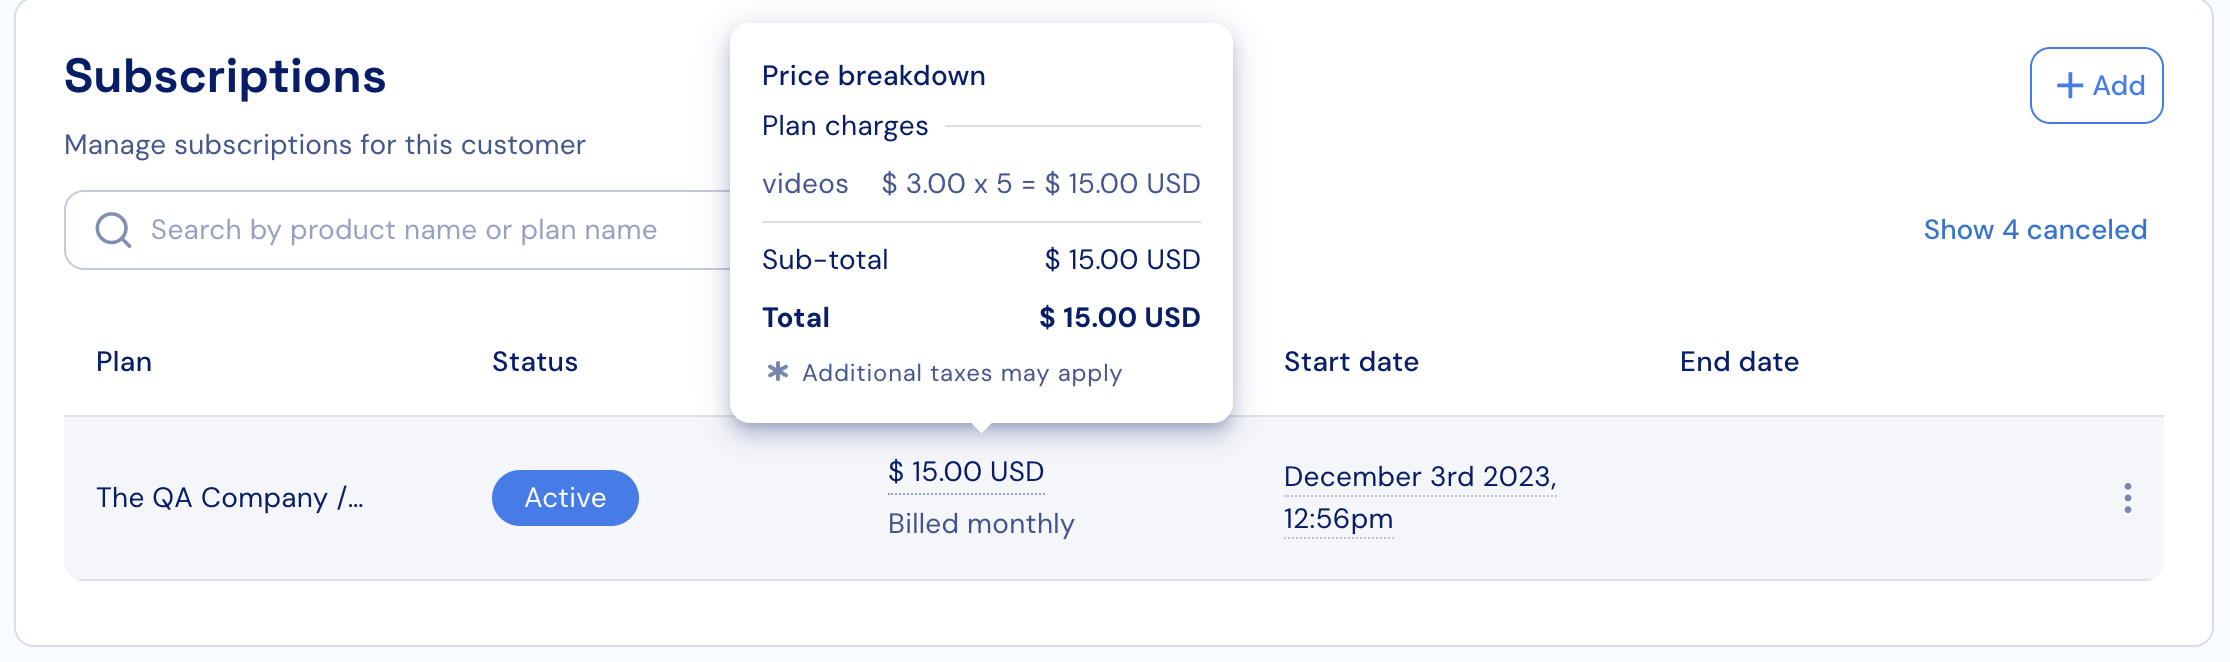 Subscriptions
Manage subscriptions for this customer
Search by product name or plan name
+ Add
Show 4 canceled
Price breakdown
Plan charges
videos $ 3.00 x 5 = $ 15.00 USD
Sub-total $ 15.00 USD
Total $ 15.00 USD
* Additional taxes may apply
Plan Status Start date End date
The QA Company /...
Active
$ 15.00 USD
Billed monthly
December 3rd 2023,
12:56pm